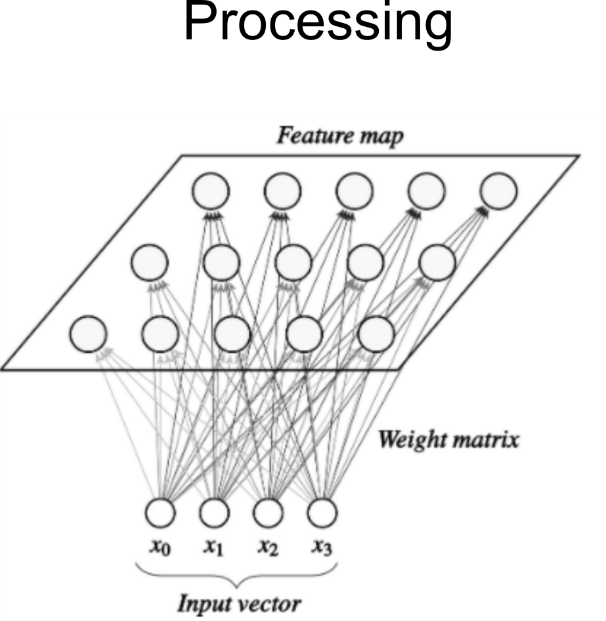 Processing
Feature map
Weight matrix
x0 x1 x2 x3
Input vector